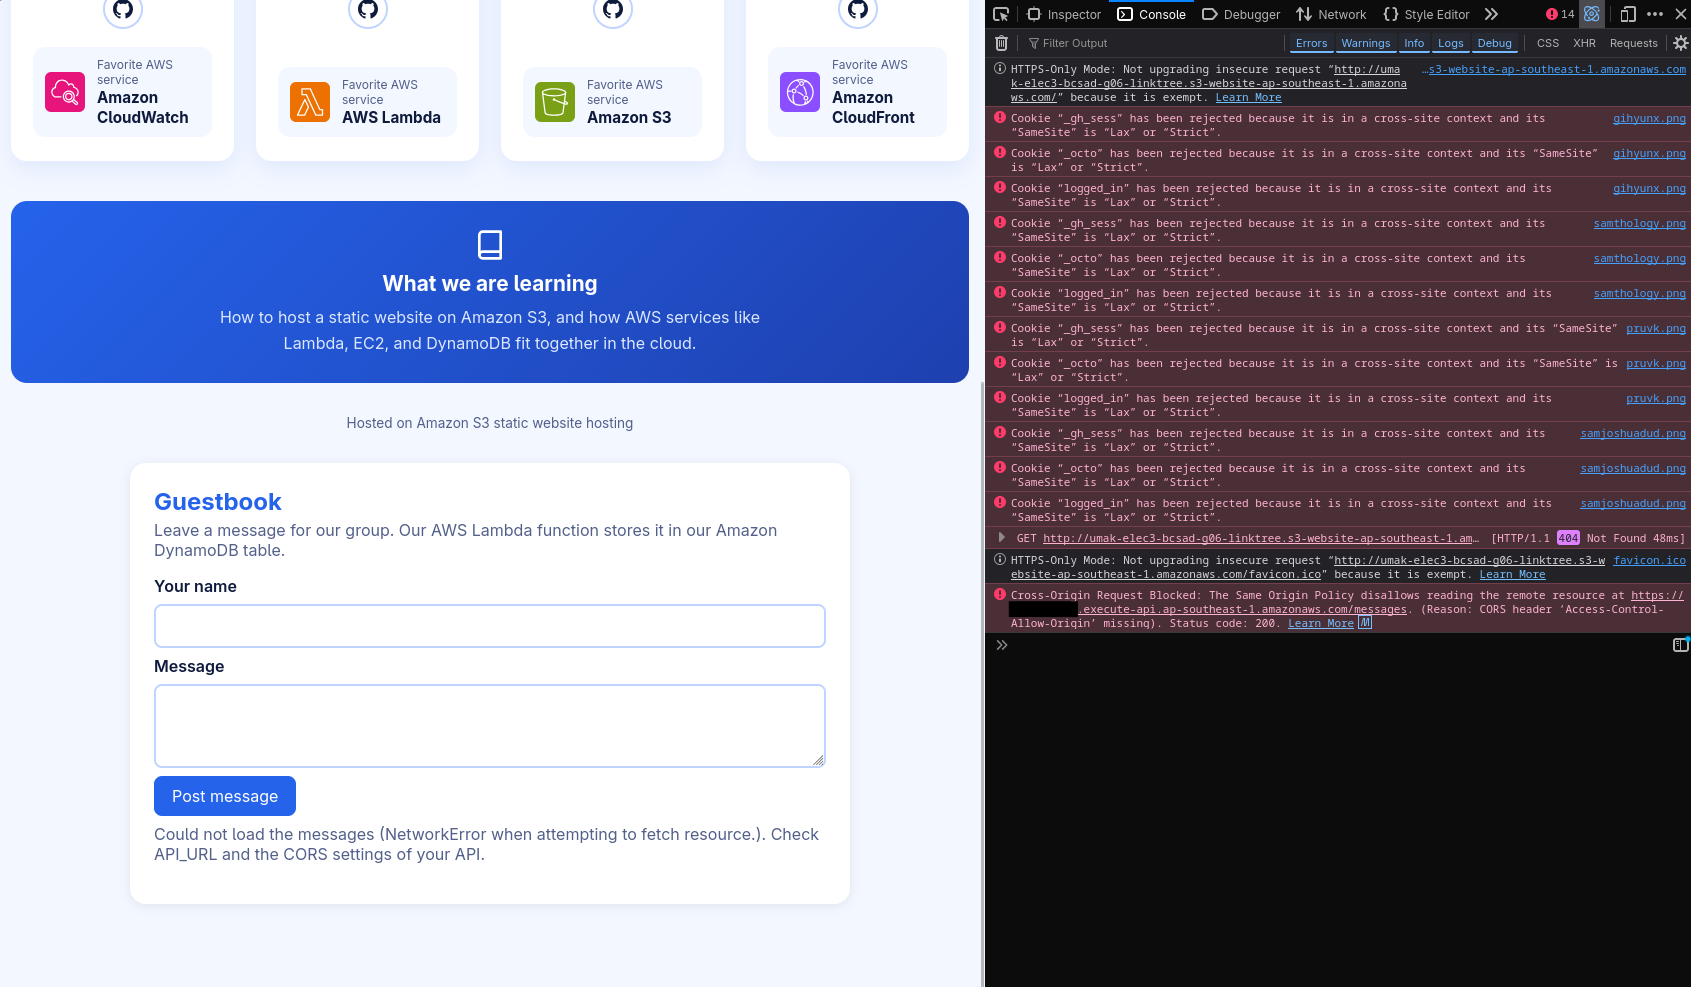 Favorite AWS
service
Amazon
CloudWatch
Favorite AWS
service
AWS Lambda
Favorite AWS
service
Amazon S3
Favorite AWS
service
Amazon
CloudFront
What we are learning
How to host a static website on Amazon S3, and how AWS services like
Lambda, EC2, and DynamoDB fit together in the cloud.
Hosted on Amazon S3 static website hosting
Guestbook
Leave a message for our group. Our AWS Lambda function stores it in our Amazon
DynamoDB table.
Your name
Message
Post message
Could not load the messages (NetworkError when attempting to fetch resource.). Check
API_URL and the CORS settings of your API.
Inspector Console Debugger Network Style Editor 14
Filter Output Errors Warnings Info Logs Debug CSS XHR Requests
HTTPS-Only Mode: Not upgrading insecure request “http://uma …s3-website-ap-southeast-1.amazonaws.com
k-elec3-bcsad-g06-linktree.s3-website-ap-southeast-1.amazona
ws.com/” because it is exempt. Learn More
Cookie “_gh_sess” has been rejected because it is in a cross-site context and its gihyunx.png
“SameSite” is “Lax” or “Strict”.
Cookie “_octo” has been rejected because it is in a cross-site context and its “SameSite” gihyunx.png
is “Lax” or “Strict”.
Cookie “logged_in” has been rejected because it is in a cross-site context and its gihyunx.png
“SameSite” is “Lax” or “Strict”.
Cookie “_gh_sess” has been rejected because it is in a cross-site context and its samthology.png
“SameSite” is “Lax” or “Strict”.
Cookie “_octo” has been rejected because it is in a cross-site context and its samthology.png
“SameSite” is “Lax” or “Strict”.
Cookie “logged_in” has been rejected because it is in a cross-site context and its samthology.png
“SameSite” is “Lax” or “Strict”.
Cookie “_gh_sess” has been rejected because it is in a cross-site context and its “SameSite” pruvk.png
is “Lax” or “Strict”.
Cookie “_octo” has been rejected because it is in a cross-site context and its “SameSite” is pruvk.png
“Lax” or “Strict”.
Cookie “logged_in” has been rejected because it is in a cross-site context and its pruvk.png
“SameSite” is “Lax” or “Strict”.
Cookie “_gh_sess” has been rejected because it is in a cross-site context and its samjoshuadud.png
“SameSite” is “Lax” or “Strict”.
Cookie “_octo” has been rejected because it is in a cross-site context and its samjoshuadud.png
“SameSite” is “Lax” or “Strict”.
Cookie “logged_in” has been rejected because it is in a cross-site context and its samjoshuadud.png
“SameSite” is “Lax” or “Strict”.
GET http://umak-elec3-bcsad-g06-linktree.s3-website-ap-southeast-1.am… [HTTP/1.1 404 Not Found 48ms]
HTTPS-Only Mode: Not upgrading insecure request “http://umak-elec3-bcsad-g06-linktree.s3-w favicon.ico
ebsite-ap-southeast-1.amazonaws.com/favicon.ico” because it is exempt. Learn More
Cross-Origin Request Blocked: The Same Origin Policy disallows reading the remote resource at https://
.execute-api.ap-southeast-1.amazonaws.com/messages. (Reason: CORS header ‘Access-Control-
Allow-Origin’ missing). Status code: 200. Learn More